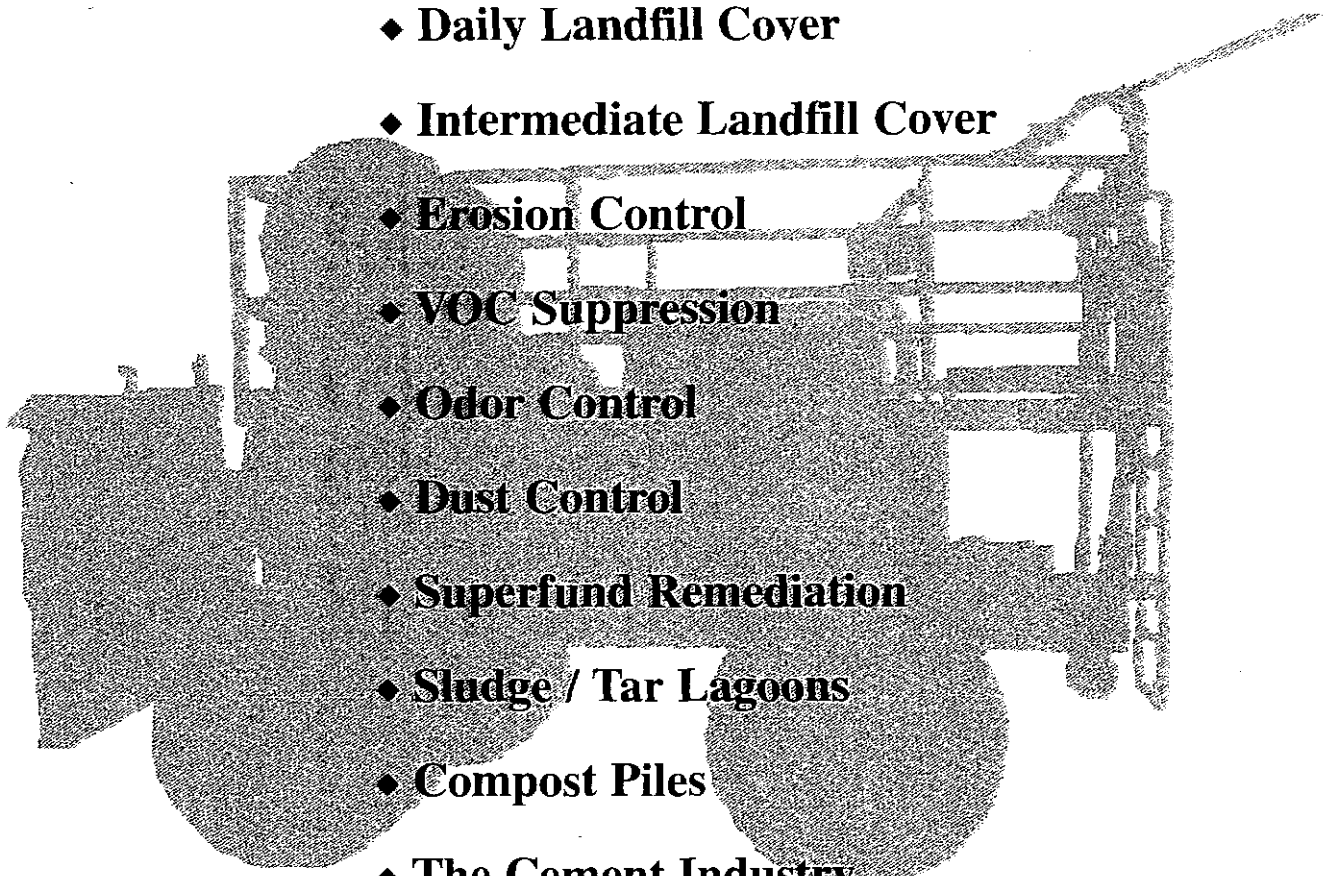 ◆ Daily Landfill Cover
◆ Intermediate Landfill Cover
◆ Erosion Control
◆ VOC Suppression
◆ Odor Control
◆ Dust Control
◆ Superfund Remediation
◆ Sludge / Tar Lagoons
◆ Compost Piles
◆ The Cement Industry